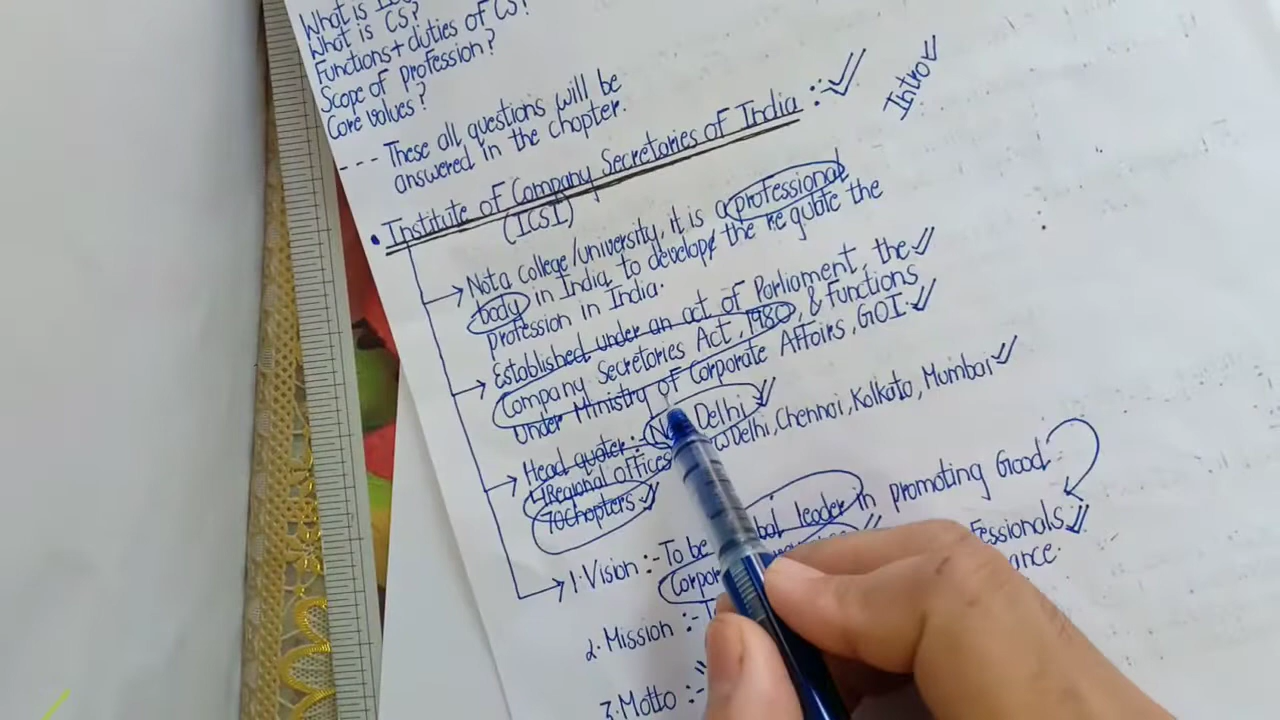 What is
What is CS?
Functions+duties of CS?
Scope of profession?
Core values?
---- These all questions will be
answered in the chapter.
Intro
• Institute of Company Secretaries of India :-
(ICSI)
Not a College/University, it is a professional
body in India, to develop the regulate the
profession in India.
Established under an act of Parliament, the
Company Secretaries Act, 1980, & functions
under Ministry of Corporate Affairs, GOI.
Head quater :- Delhi
4 Regional offices Delhi, Chennai, Kolkata, Mumbai
70 Chapters
1. Vision :- To be leader in promoting Good
2. Mission :-
3. Motto :-